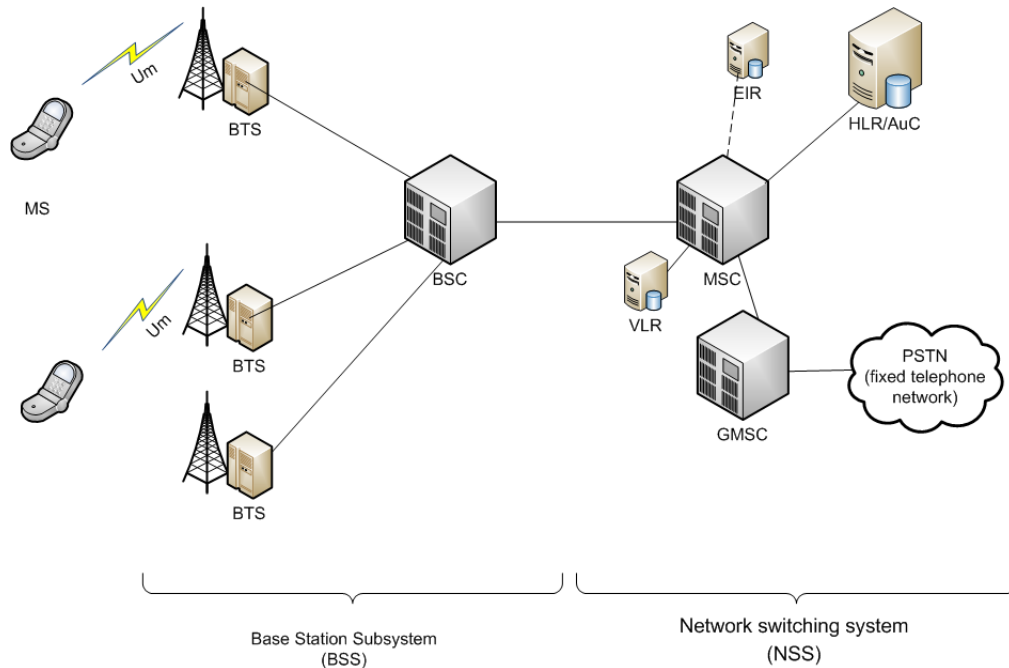 Um
BTS
MS
EIR
HLR/AuC
BSC
MSC
Um
BTS
VLR
PSTN
(fixed telephone
network)
GMSC
BTS
Base Station Subsystem
(BSS)
Network switching system
(NSS)